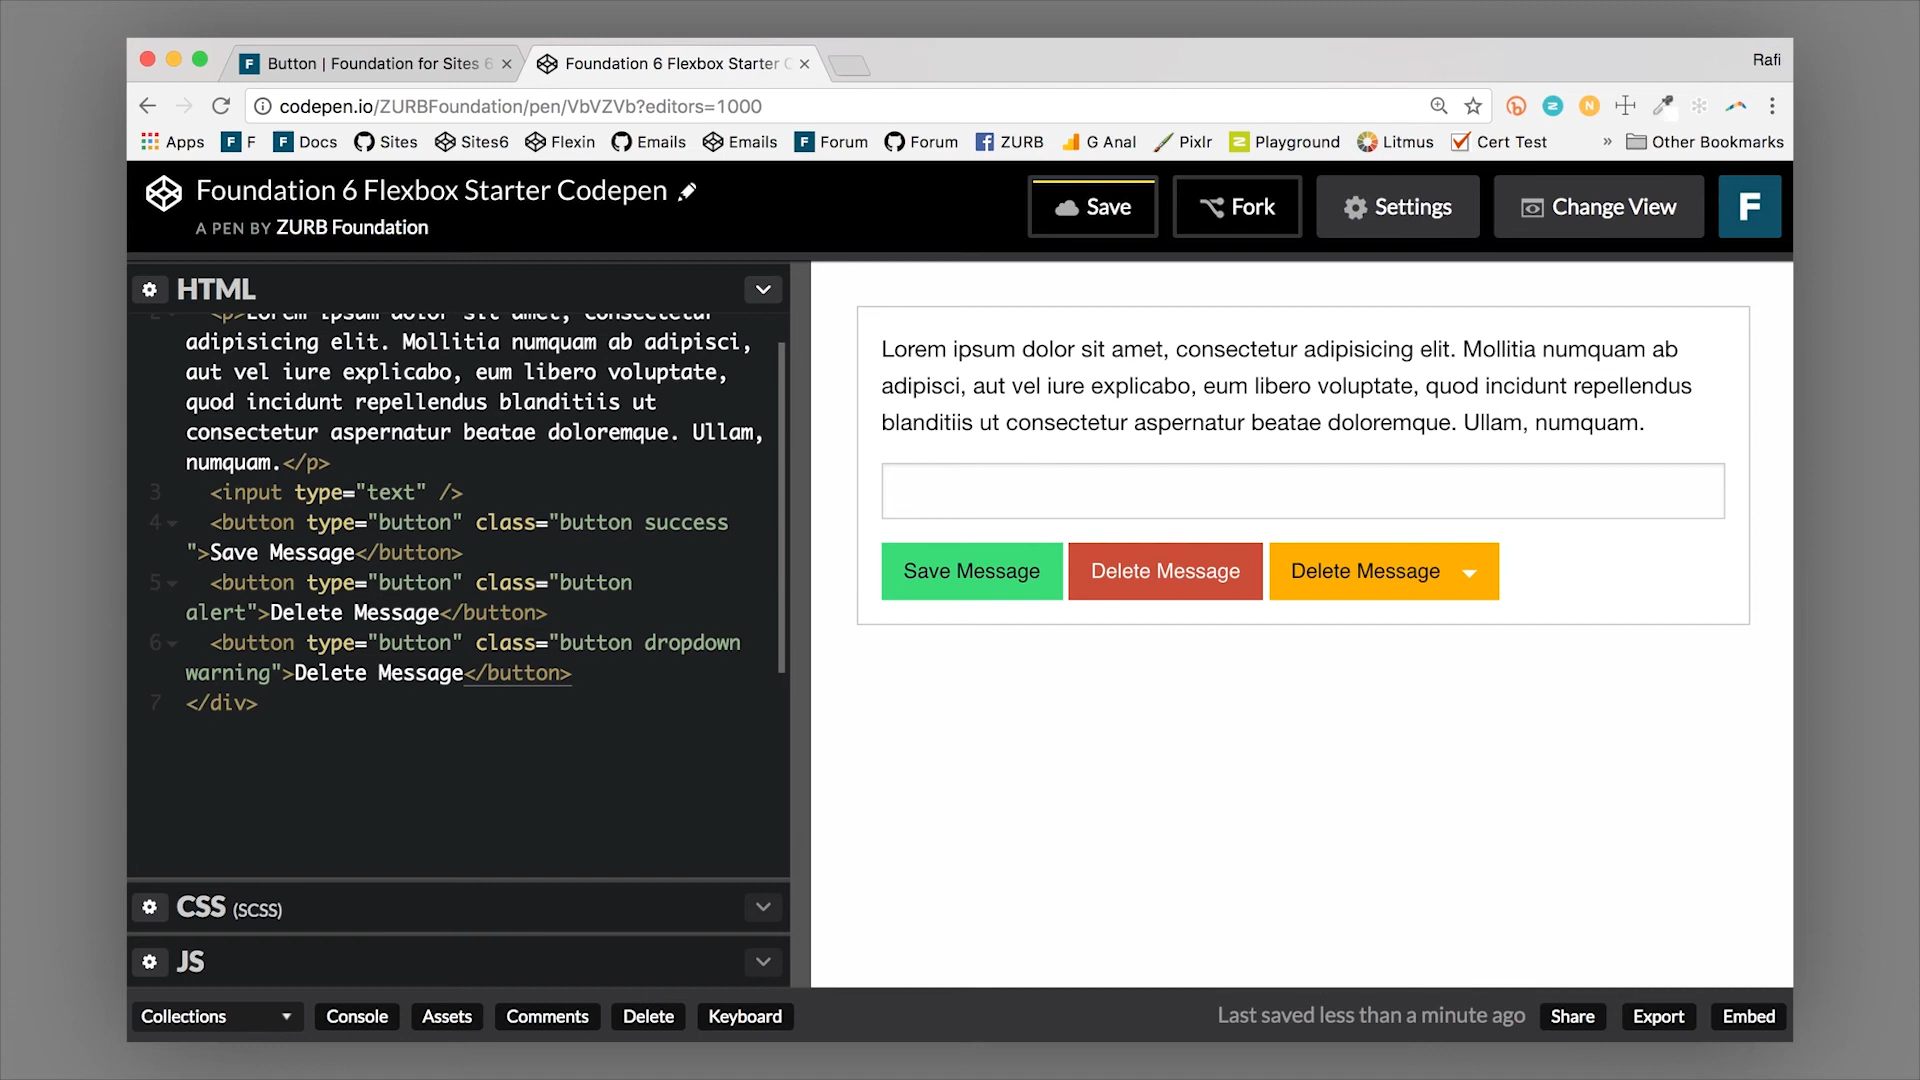 Button | Foundation for Sites 6
Foundation 6 Flexbox Starter C
Rafi
codepen.io/ZURBFoundation/pen/VbVZVb?editors=1000
Apps F F F Docs Sites Sites6 Flexin Emails Emails F Forum Forum ZURB G Anal Pixlr Playground Litmus Cert Test » Other Bookmarks
Foundation 6 Flexbox Starter Codepen
A PEN BY ZURB Foundation
Save
Fork
Settings
Change View
F
HTML
2 <p>Lorem ipsum dolor sit amet, consectetur
adipisicing elit. Mollitia numquam ab adipisci,
aut vel iure explicabo, eum libero voluptate,
quod incidunt repellendus blanditiis ut
consectetur aspernatur beatae doloremque. Ullam,
numquam.</p>
3 <input type="text" />
4 <button type="button" class="button success
">Save Message</button>
5 <button type="button" class="button
alert">Delete Message</button>
6 <button type="button" class="button dropdown
warning">Delete Message</button>
7 </div>
CSS (SCSS)
JS
Lorem ipsum dolor sit amet, consectetur adipisicing elit. Mollitia numquam ab
adipisci, aut vel iure explicabo, eum libero voluptate, quod incidunt repellendus
blanditiis ut consectetur aspernatur beatae doloremque. Ullam, numquam.
Save Message
Delete Message
Delete Message
Collections
Console
Assets
Comments
Delete
Keyboard
Last saved less than a minute ago
Share
Export
Embed